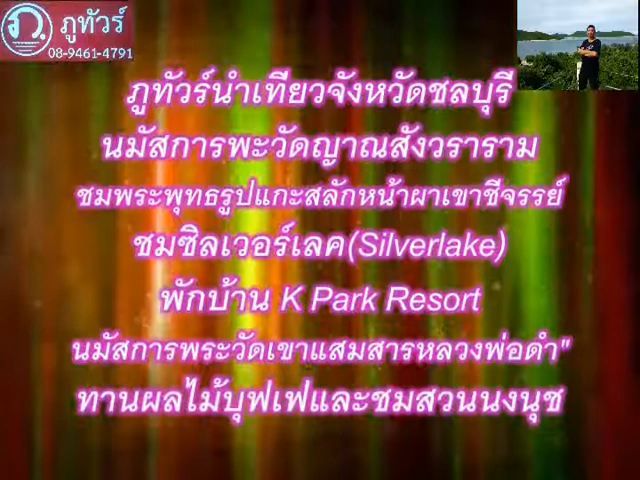 ภูทัวร์
08-9461-4791
ภูทัวร์นำเทียวจังหวัดชลบุรี
นมัสการพะวัดญาณสังวราราม
ชมพระพุทธรูปแกะสลักหน้าผาเขาชีจรรย์
ชมซิลเวอร์เลค(Silverlake)
พักบ้าน K Park Resort
นมัสการพระวัดเขาแสมสารหลวงพ่อดำ"
ทานผลไม้บุฟเฟและชมสวนนงนุช